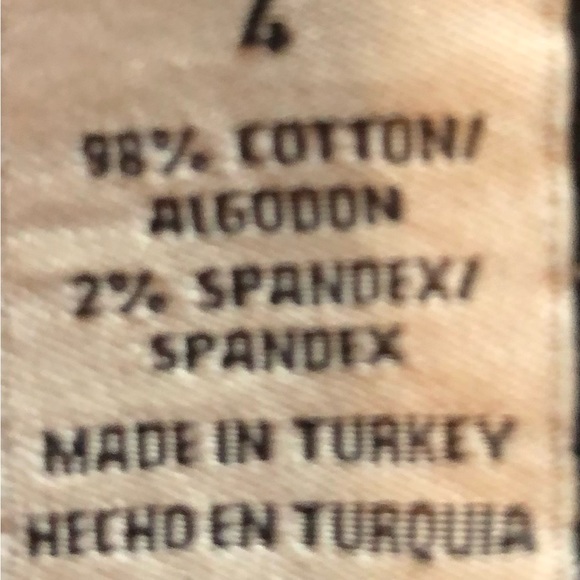 4
98% COTTON/
ALGODON
2% SPANDEX/
SPANDEX
MADE IN TURKEY
HECHO EN TURQUIA